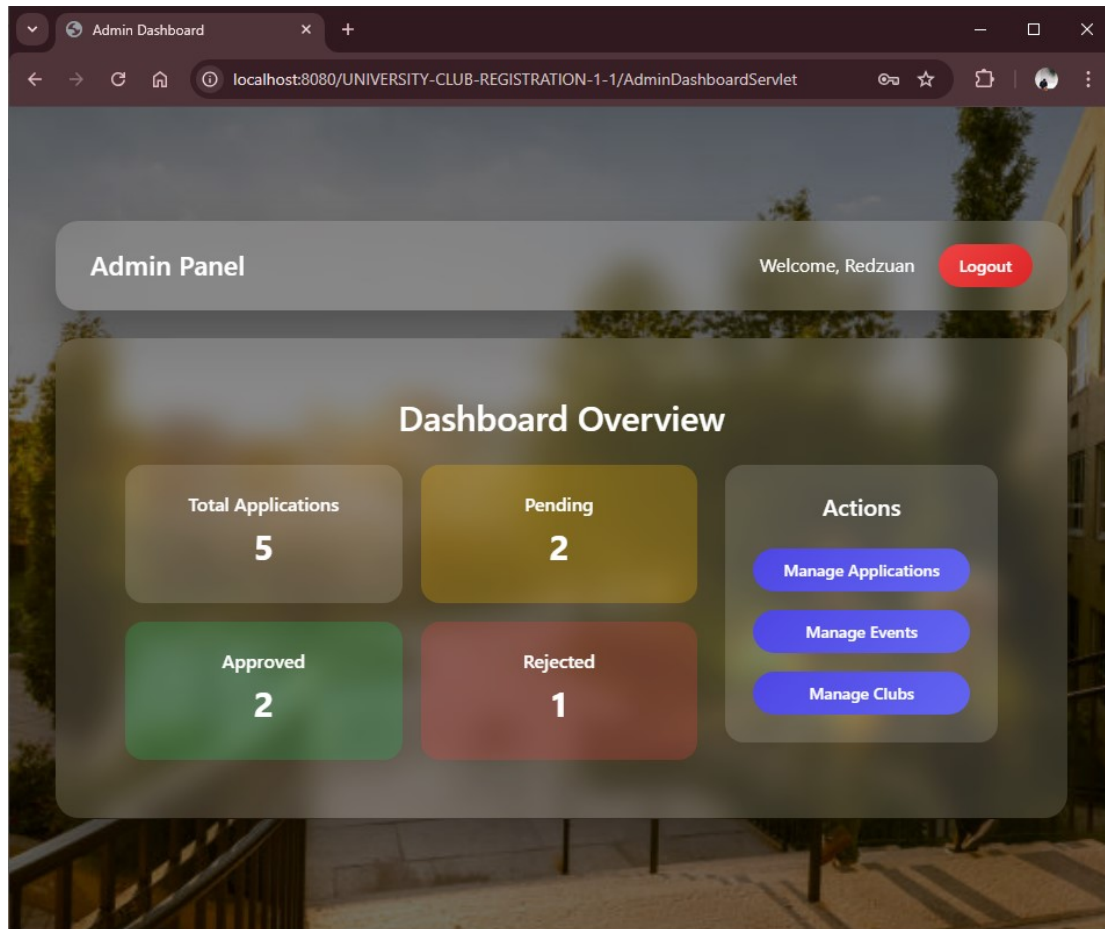 Admin Dashboard
localhost:8080/UNIVERSITY-CLUB-REGISTRATION-1-1/AdminDashboardServlet
Admin Panel
Welcome, Redzuan
Logout
Dashboard Overview
Total Applications
5
Pending
2
Approved
2
Rejected
1
Actions
Manage Applications
Manage Events
Manage Clubs